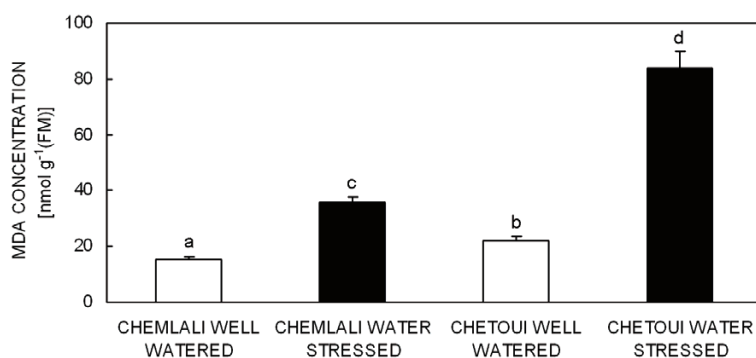 MDA CONCENTRATION
[nmol g⁻¹(FM)]
100
80
60
40
20
0
a
c
b
d
CHEMLALI WELL
WATERED
CHEMLALI WATER
STRESSED
CHETOUI WELL
WATERED
CHETOUI WATER
STRESSED